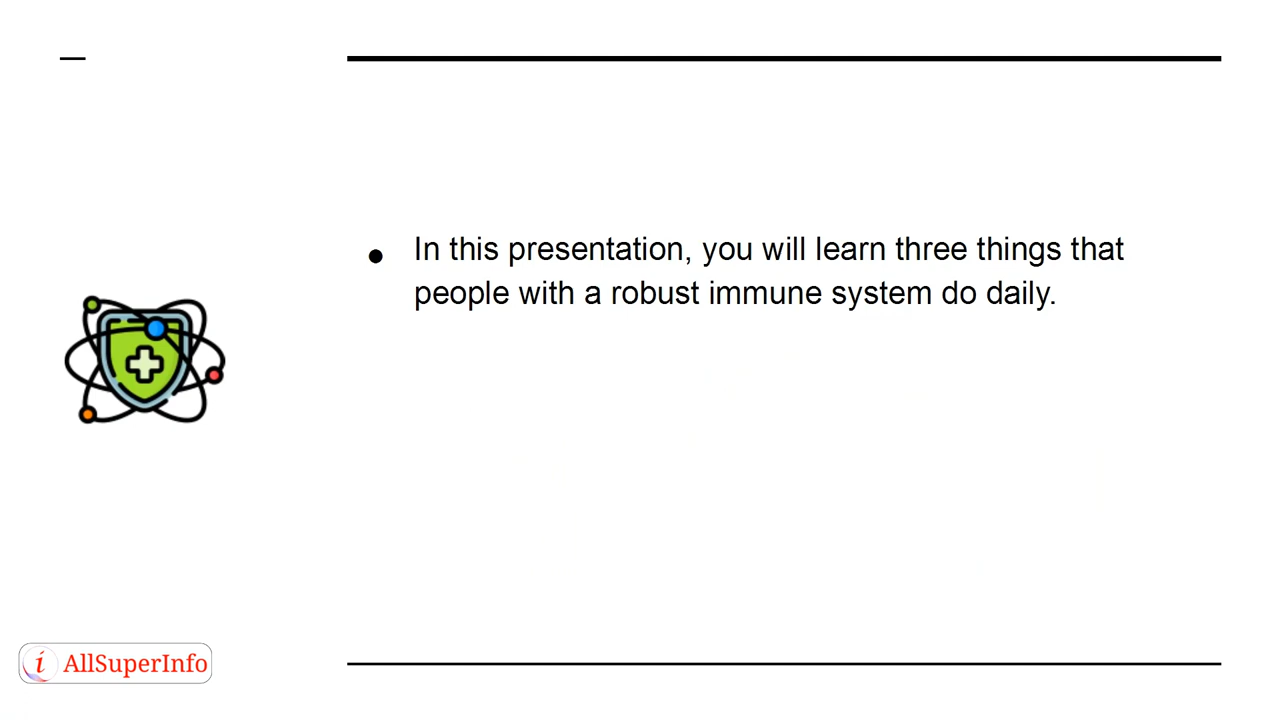 ● In this presentation, you will learn three things that
people with a robust immune system do daily.
i AllSuperInfo